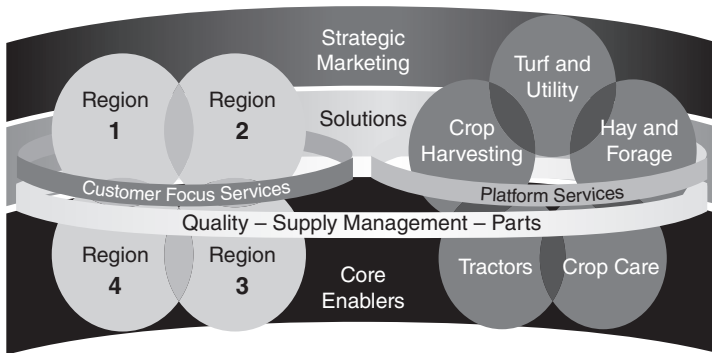 Strategic
Marketing
Turf and
Utility
Region
1
Region
2
Solutions
Crop
Harvesting
Hay and
Forage
Customer Focus Services
Platform Services
Quality – Supply Management – Parts
Region
4
Region
3
Core
Enablers
Tractors
Crop Care